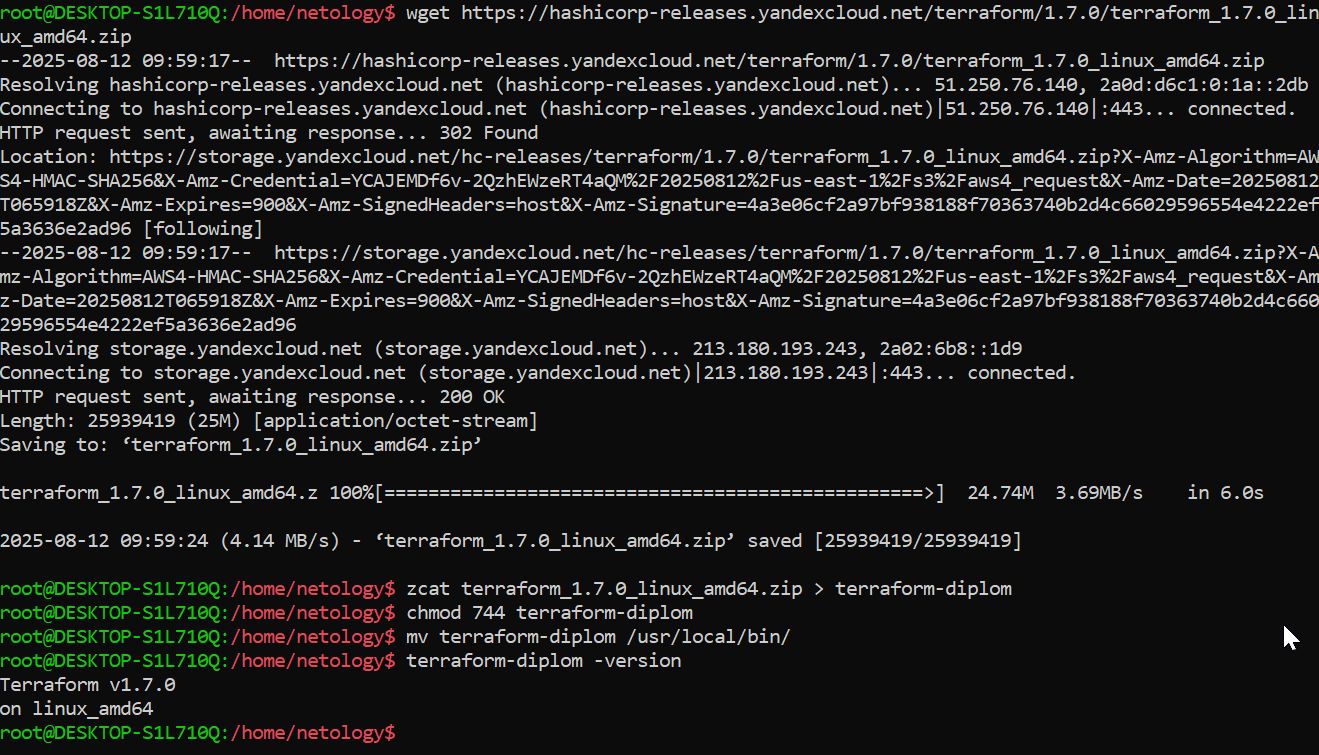 root@DESKTOP-S1L710Q:/home/netology$ wget https://hashicorp-releases.yandexcloud.net/terraform/1.7.0/terraform_1.7.0_lin
ux_amd64.zip
--2025-08-12 09:59:17--  https://hashicorp-releases.yandexcloud.net/terraform/1.7.0/terraform_1.7.0_linux_amd64.zip
Resolving hashicorp-releases.yandexcloud.net (hashicorp-releases.yandexcloud.net)... 51.250.76.140, 2a0d:d6c1:0:1a::2db
Connecting to hashicorp-releases.yandexcloud.net (hashicorp-releases.yandexcloud.net)|51.250.76.140|:443... connected.
HTTP request sent, awaiting response... 302 Found
Location: https://storage.yandexcloud.net/hc-releases/terraform/1.7.0/terraform_1.7.0_linux_amd64.zip?X-Amz-Algorithm=AW
S4-HMAC-SHA256&X-Amz-Credential=YCAJEMDf6v-2QzhEWzeRT4aQM%2F20250812%2Fus-east-1%2Fs3%2Faws4_request&X-Amz-Date=20250812
T065918Z&X-Amz-Expires=900&X-Amz-SignedHeaders=host&X-Amz-Signature=4a3e06cf2a97bf938188f70363740b2d4c66029596554e4222ef
5a3636e2ad96 [following]
--2025-08-12 09:59:17--  https://storage.yandexcloud.net/hc-releases/terraform/1.7.0/terraform_1.7.0_linux_amd64.zip?X-A
mz-Algorithm=AWS4-HMAC-SHA256&X-Amz-Credential=YCAJEMDf6v-2QzhEWzeRT4aQM%2F20250812%2Fus-east-1%2Fs3%2Faws4_request&X-Am
z-Date=20250812T065918Z&X-Amz-Expires=900&X-Amz-SignedHeaders=host&X-Amz-Signature=4a3e06cf2a97bf938188f70363740b2d4c660
29596554e4222ef5a3636e2ad96
Resolving storage.yandexcloud.net (storage.yandexcloud.net)... 213.180.193.243, 2a02:6b8::1d9
Connecting to storage.yandexcloud.net (storage.yandexcloud.net)|213.180.193.243|:443... connected.
HTTP request sent, awaiting response... 200 OK
Length: 25939419 (25M) [application/octet-stream]
Saving to: ‘terraform_1.7.0_linux_amd64.zip’
terraform_1.7.0_linux_amd64.z 100%[=================================================>]  24.74M  3.69MB/s    in 6.0s
2025-08-12 09:59:24 (4.14 MB/s) - ‘terraform_1.7.0_linux_amd64.zip’ saved [25939419/25939419]
root@DESKTOP-S1L710Q:/home/netology$ zcat terraform_1.7.0_linux_amd64.zip > terraform-diplom
root@DESKTOP-S1L710Q:/home/netology$ chmod 744 terraform-diplom
root@DESKTOP-S1L710Q:/home/netology$ mv terraform-diplom /usr/local/bin/
root@DESKTOP-S1L710Q:/home/netology$ terraform-diplom -version
Terraform v1.7.0
on linux_amd64
root@DESKTOP-S1L710Q:/home/netology$